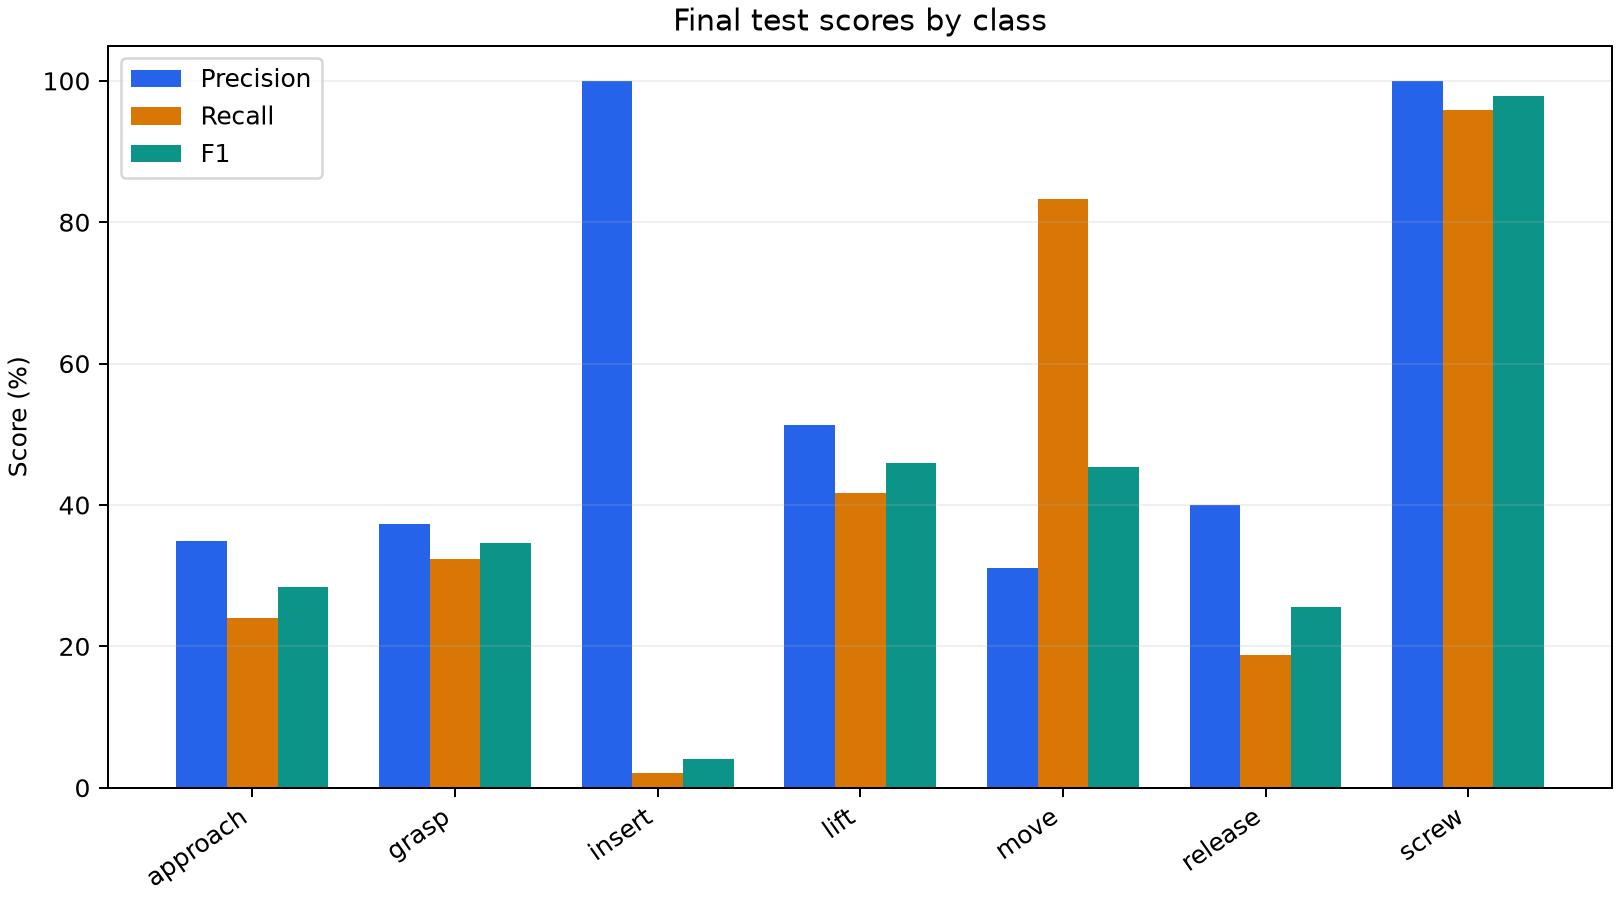 Final test scores by class
Precision
Recall
F1
Score (%)
100
80
60
40
20
0
approach
grasp
insert
lift
move
release
screw